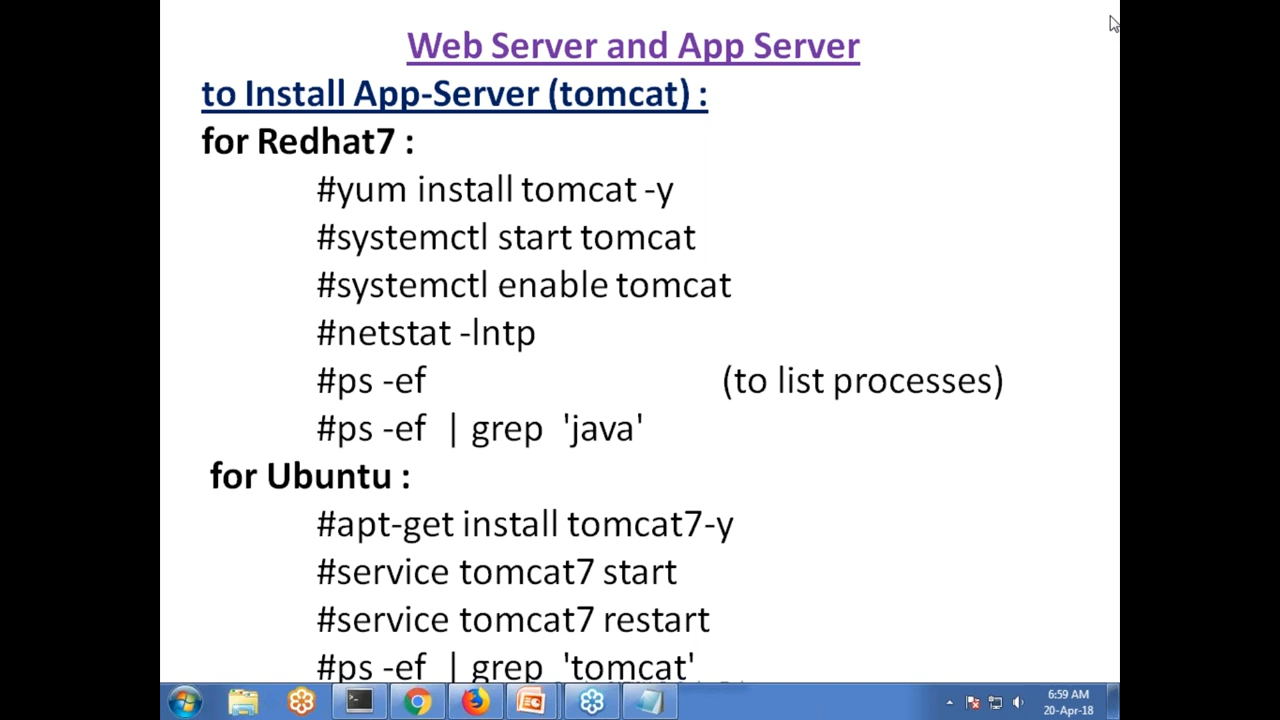 Web Server and App Server
to Install App-Server (tomcat) :
for Redhat7 :
#yum install tomcat -y
#systemctl start tomcat
#systemctl enable tomcat
#netstat -lntp
#ps -ef (to list processes)
#ps -ef | grep 'java'
for Ubuntu :
#apt-get install tomcat7-y
#service tomcat7 start
#service tomcat7 restart
#ps -ef | grep 'tomcat'
6:59 AM
20-Apr-18